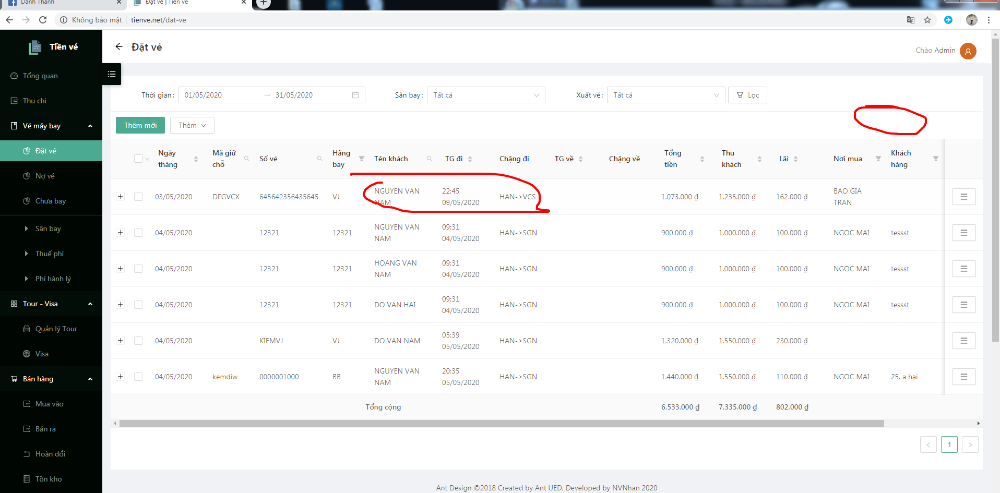 Danh Thanh
Đặt vé | Tiền vé
Không bảo mật
tienve.net/dat-ve
Tiền vé
Đặt vé
Chào Admin
Tổng quan
Thu chi
Vé máy bay
Đặt vé
Nợ vé
Chưa bay
Sân bay
Thuế phí
Phí hành lý
Tour - Visa
Quản lý Tour
Visa
Bán hàng
Mua vào
Bán ra
Hoàn đổi
Tồn kho
Thời gian: 01/05/2020 → 31/05/2020 Sân bay: Tất cả Xuất vé: Tất cả Lọc
Thêm mới Thêm
Ngày tháng Mã giữ chỗ Số vé Hãng bay Tên khách TG đi Chặng đi TG về Chặng về Tổng tiền Thu khách Lãi Nơi mua Khách hàng
03/05/2020 DFGVCX 645642356435645 VJ NGUYEN VAN NAM 22:45 09/05/2020 HAN->VCS 1.073.000 ₫ 1.235.000 ₫ 162.000 ₫ BAO GIA TRAN
04/05/2020 12321 12321 NGUYEN VAN NAM 09:31 04/05/2020 HAN->SGN 900.000 ₫ 1.000.000 ₫ 100.000 ₫ NGOC MAI tessst
04/05/2020 12321 12321 HOANG VAN NAM 09:31 04/05/2020 HAN->SGN 900.000 ₫ 1.000.000 ₫ 100.000 ₫ NGOC MAI tessst
04/05/2020 12321 12321 DO VAN HAI 09:31 04/05/2020 HAN->SGN 900.000 ₫ 1.000.000 ₫ 100.000 ₫ NGOC MAI tessst
04/05/2020 KIEMVJ VJ DO VAN NAM 05:39 05/05/2020 HAN->SGN 1.320.000 ₫ 1.550.000 ₫ 230.000 ₫
04/05/2020 kemdiw 0000001000 BB NGUYEN VAN NAM 20:35 05/05/2020 HAN->SGN 1.440.000 ₫ 1.550.000 ₫ 110.000 ₫ NGOC MAI 25. a hai
Tổng cộng 6.533.000 ₫ 7.335.000 ₫ 802.000 ₫
1
Ant Design ©2018 Created by Ant UED, Developed by NVNhan 2020